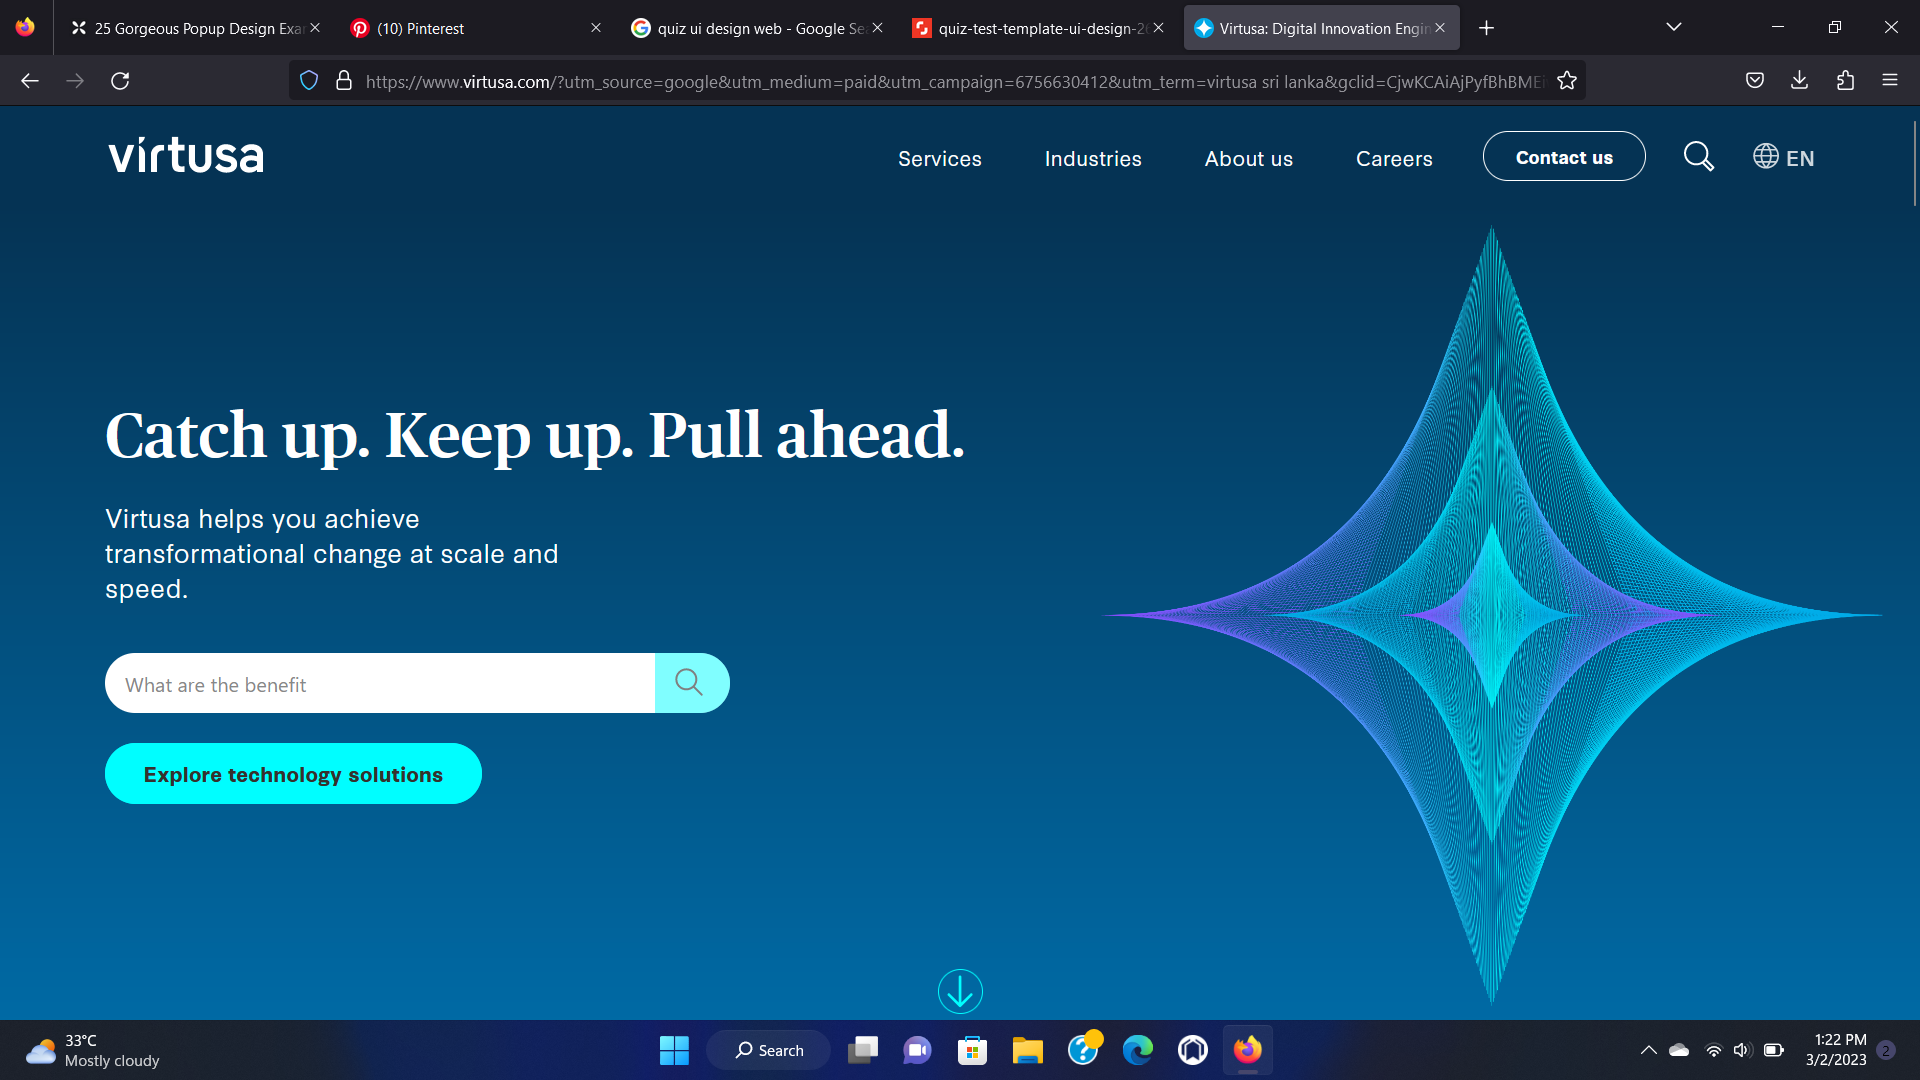 25 Gorgeous Popup Design Exa
(10) Pinterest
quiz ui design web - Google Se
quiz-test-template-ui-design-2
Virtusa: Digital Innovation Engin
https://www.virtusa.com/?utm_source=google&utm_medium=paid&utm_campaign=6756630412&utm_term=virtusa sri lanka&gclid=CjwKCAiAjPyfBhBMEi
virtusa
Services
Industries
About us
Careers
Contact us
EN
Catch up. Keep up. Pull ahead.
Virtusa helps you achieve
transformational change at scale and
speed.
What are the benefit
Explore technology solutions
33°C
Mostly cloudy
Search
1:22 PM
3/2/2023
2